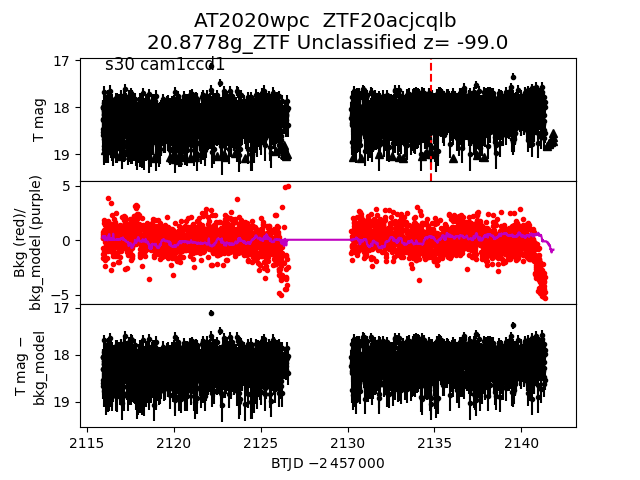 AT2020wpc  ZTF20acjcqlb
20.8778g_ZTF Unclassified z= -99.0
s30 cam1ccd1
17
18
19
T mag
5
0
−5
Bkg (red)/
bkg_model (purple)
17
18
19
T mag −
bkg_model
2115
2120
2125
2130
2135
2140
BTJD −2 457 000